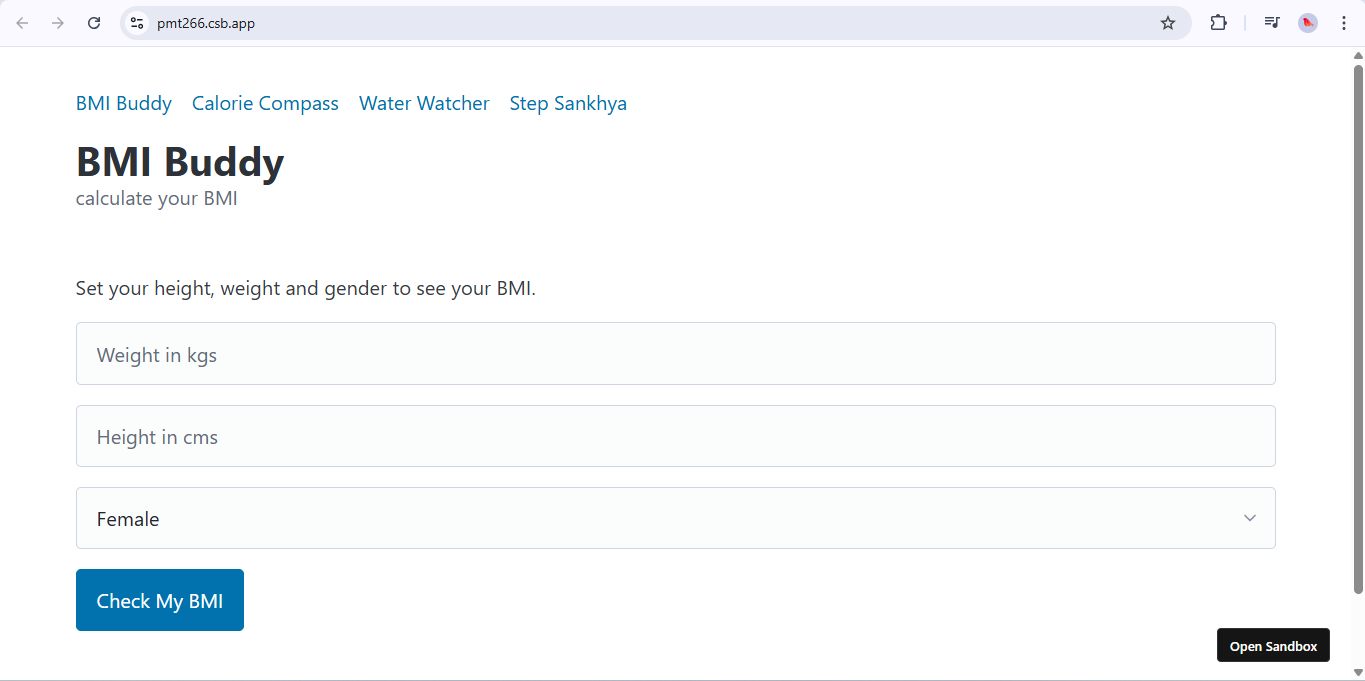 pmt266.csb.app
BMI Buddy Calorie Compass Water Watcher Step Sankhya
BMI Buddy
calculate your BMI
Set your height, weight and gender to see your BMI.
Weight in kgs
Height in cms
Female
Check My BMI
Open Sandbox